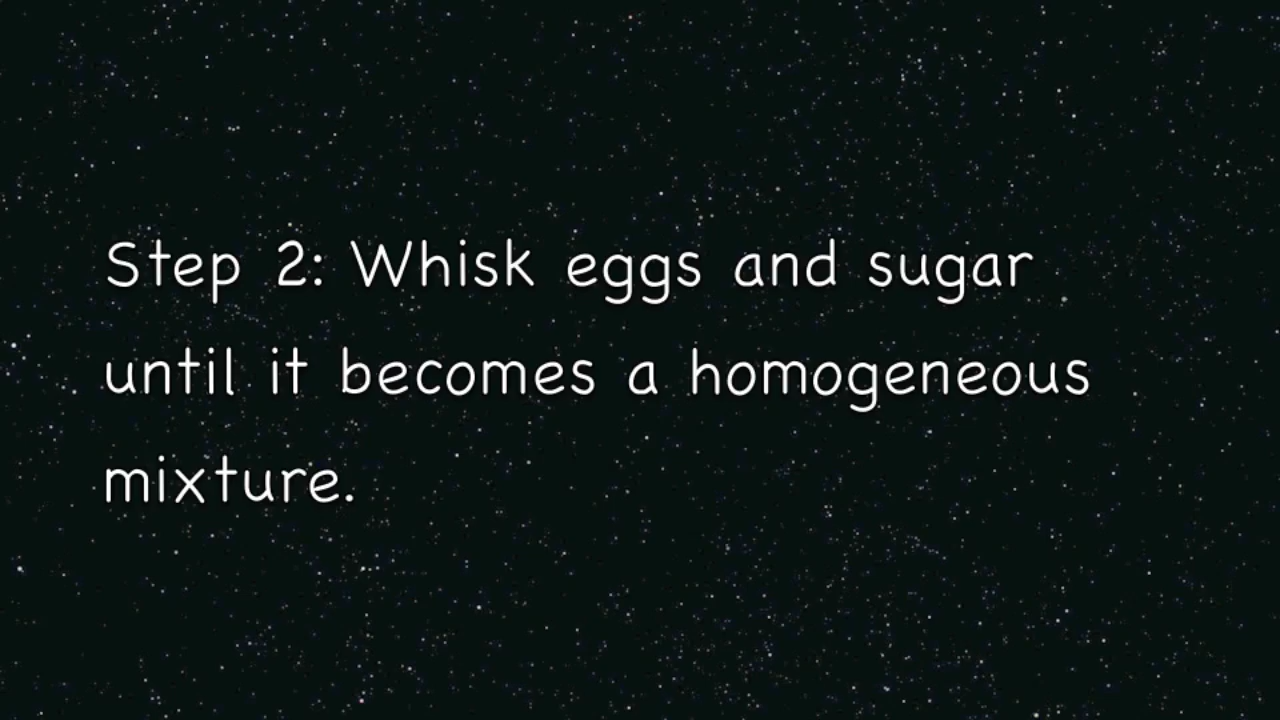 Step 2: Whisk eggs and sugar
until it becomes a homogeneous
mixture.